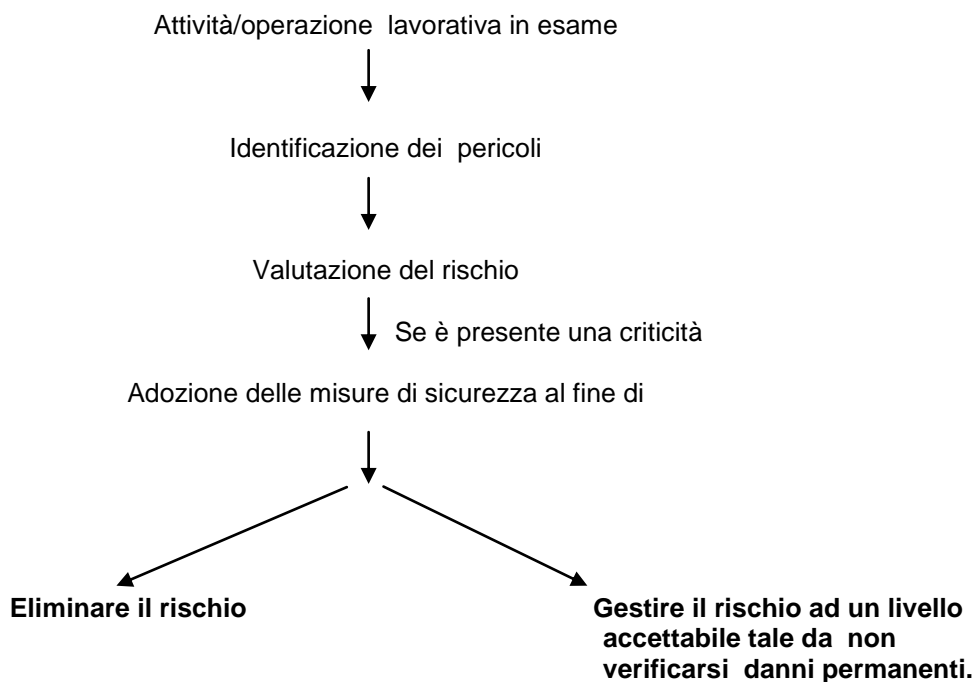 Attività/operazione lavorativa in esame
Identificazione dei pericoli
Valutazione del rischio
Se è presente una criticità
Adozione delle misure di sicurezza al fine di
Eliminare il rischio
Gestire il rischio ad un livello
accettabile tale da non
verificarsi danni permanenti.